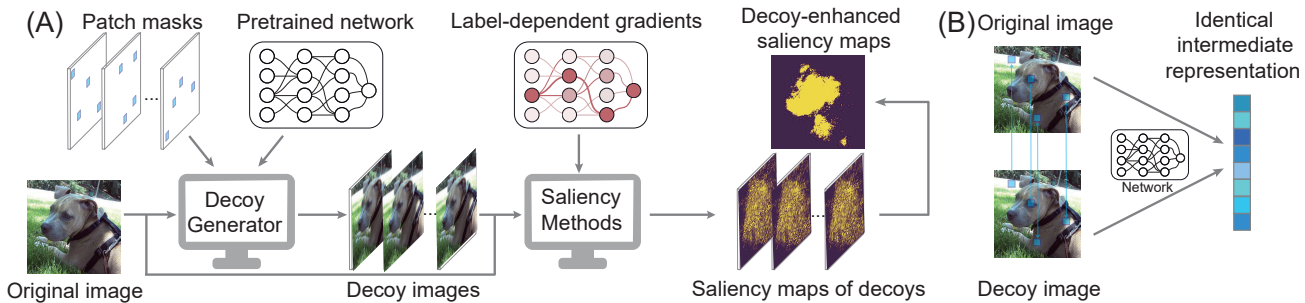 (A)
Patch masks
Pretrained network
Label-dependent gradients
Decoy-enhanced
saliency maps
...
Decoy
Generator
...
Saliency
Methods
...
Original image
Decoy images
Saliency maps of decoys
(B)
Original image
Identical
intermediate
representation
Network
Decoy image